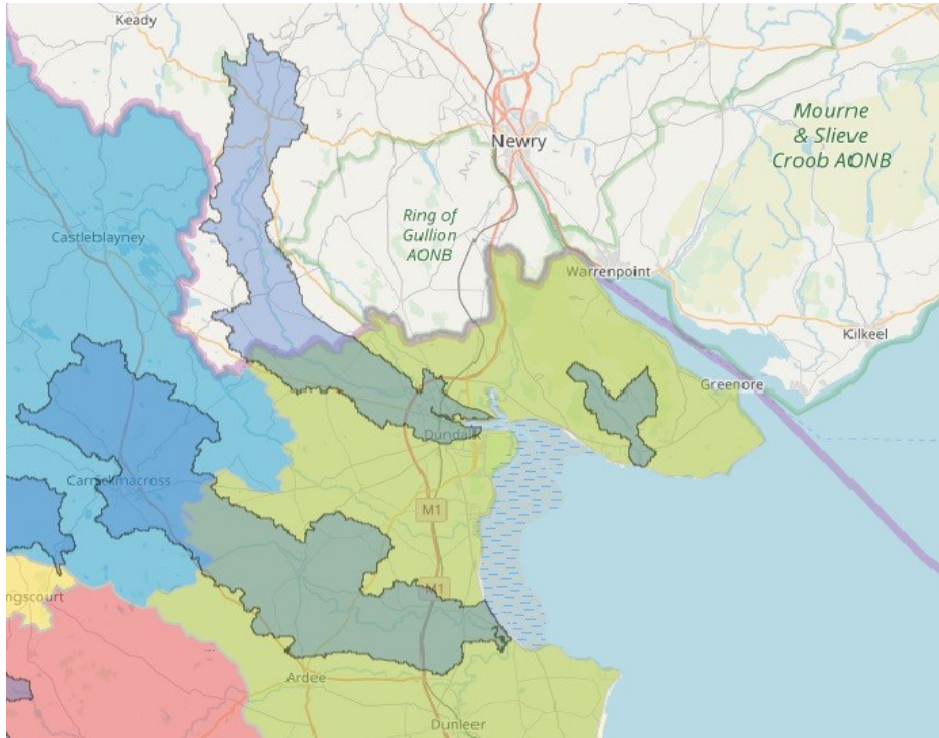 Keady
Newry
Mourne
& Slieve
Croob AONB
Ring of
Gullion
AONB
Castleblayney
Warrenpoint
Kilkeel
Greenore
Dundalk
Carrickmacross
M1
M1
ngscourt
Ardee
Dunleer